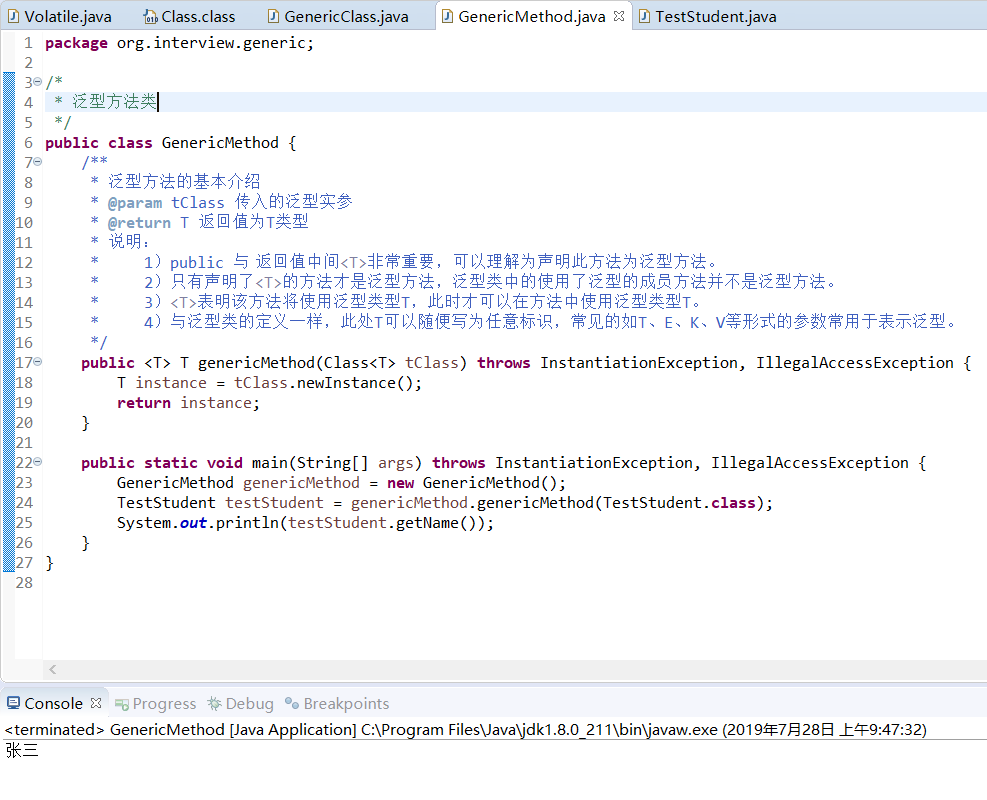 Volatile.java Class.class GenericClass.java GenericMethod.java TestStudent.java
1 package org.interview.generic;
2
3 /*
4 * 泛型方法类
5 */
6 public class GenericMethod {
7 /**
8 * 泛型方法的基本介绍
9 * @param tClass 传入的泛型实参
10 * @return T 返回值为T类型
11 * 说明：
12 * 1）public 与 返回值中间<T>非常重要，可以理解为声明此方法为泛型方法。
13 * 2）只有声明了<T>的方法才是泛型方法，泛型类中的使用了泛型的成员方法并不是泛型方法。
14 * 3）<T>表明该方法将使用泛型类型T，此时才可以在方法中使用泛型类型T。
15 * 4）与泛型类的定义一样，此处T可以随便写为任意标识，常见的如T、E、K、V等形式的参数常用于表示泛型。
16 */
17 public <T> T genericMethod(Class<T> tClass) throws InstantiationException, IllegalAccessException {
18 T instance = tClass.newInstance();
19 return instance;
20 }
21
22 public static void main(String[] args) throws InstantiationException, IllegalAccessException {
23 GenericMethod genericMethod = new GenericMethod();
24 TestStudent testStudent = genericMethod.genericMethod(TestStudent.class);
25 System.out.println(testStudent.getName());
26 }
27 }
28
Console Progress Debug Breakpoints
<terminated> GenericMethod [Java Application] C:\Program Files\Java\jdk1.8.0_211\bin\javaw.exe (2019年7月28日 上午9:47:32)
张三